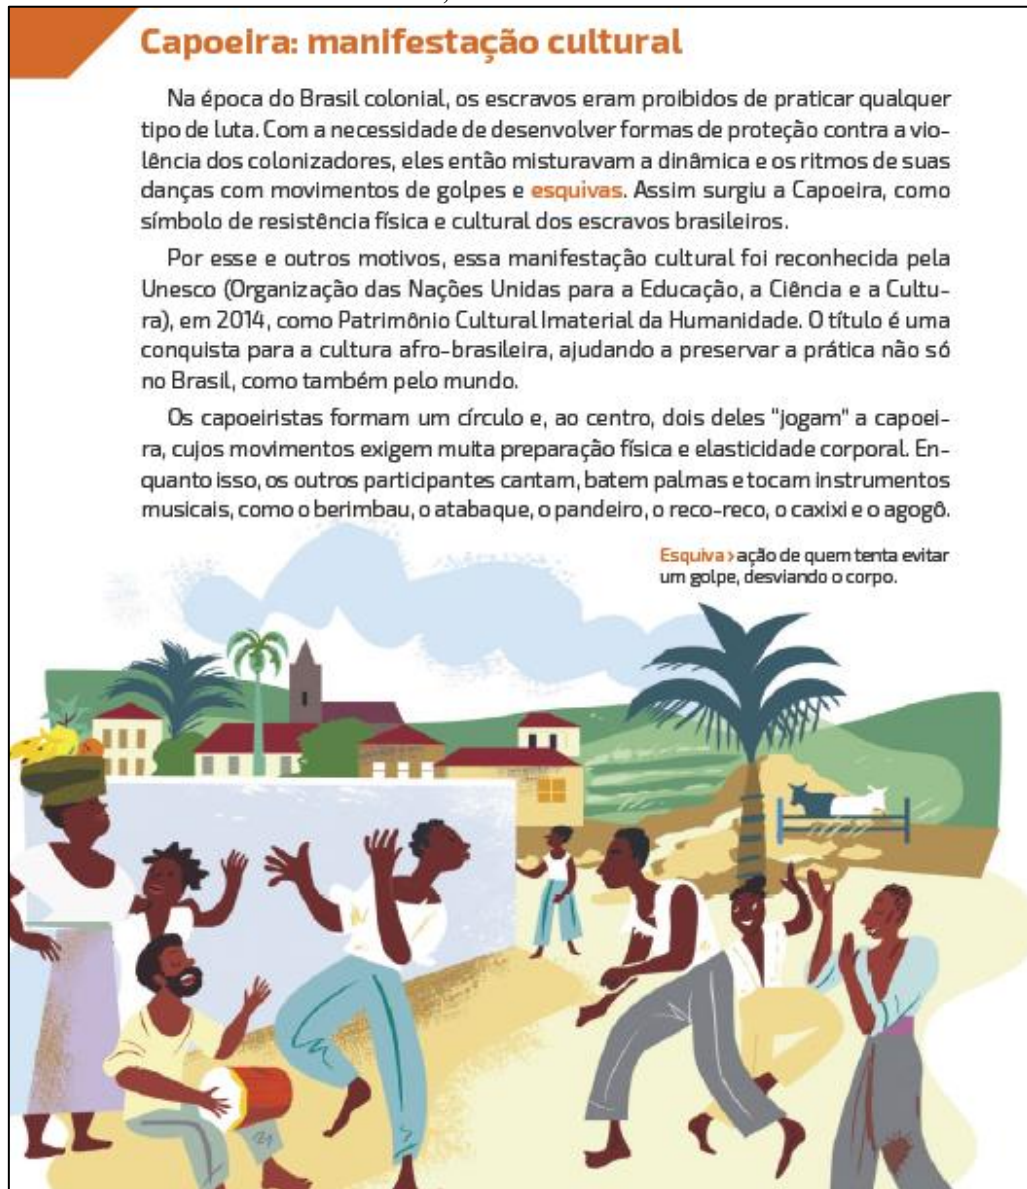 Capoeira: manifestação cultural
Na época do Brasil colonial, os escravos eram proibidos de praticar qualquer
tipo de luta. Com a necessidade de desenvolver formas de proteção contra a vio-
lência dos colonizadores, eles então misturavam a dinâmica e os ritmos de suas
danças com movimentos de golpes e esquivas. Assim surgiu a Capoeira, como
símbolo de resistência física e cultural dos escravos brasileiros.
Por esse e outros motivos, essa manifestação cultural foi reconhecida pela
Unesco (Organização das Nações Unidas para a Educação, a Ciência e a Cultu-
ra), em 2014, como Patrimônio Cultural Imaterial da Humanidade. O título é uma
conquista para a cultura afro-brasileira, ajudando a preservar a prática não só
no Brasil, como também pelo mundo.
Os capoeiristas formam um círculo e, ao centro, dois deles "jogam" a capoei-
ra, cujos movimentos exigem muita preparação física e elasticidade corporal. En-
quanto isso, os outros participantes cantam, batem palmas e tocam instrumentos
musicais, como o berimbau, o atabaque, o pandeiro, o reco-reco, o caxixi e o agogô.
Esquiva > ação de quem tenta evitar
um golpe, desviando o corpo.